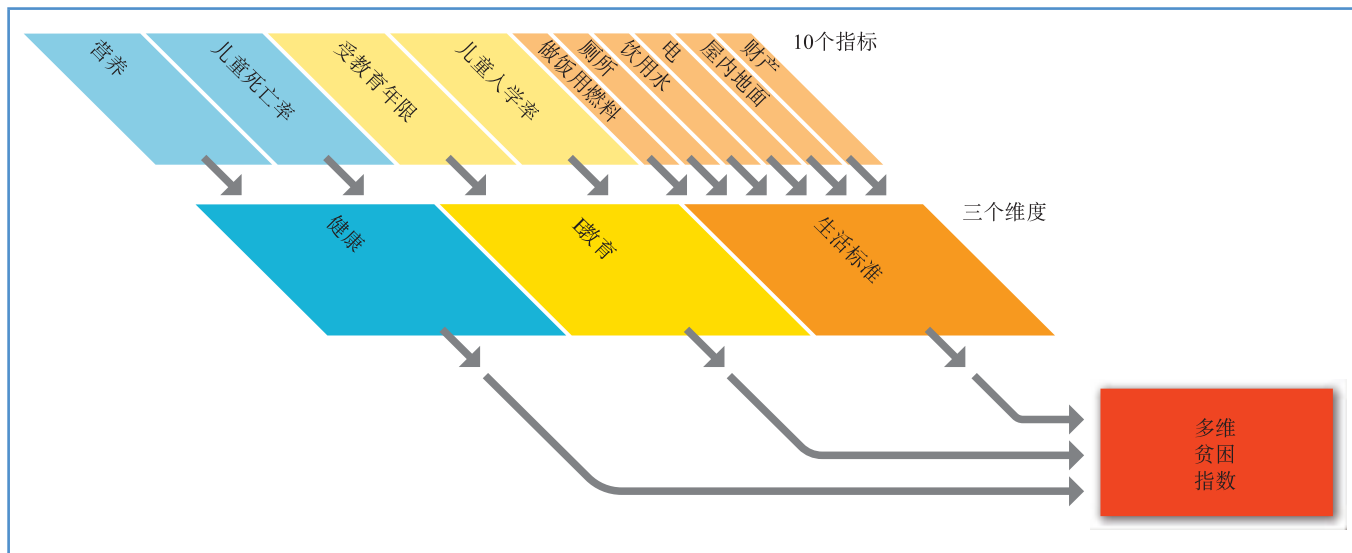 营养
儿童死亡率
受教育年限
儿童人学率
做饭用燃料
厕所
饮用水
电
屋内地面
财产
10个指标
健康
E教育
生活标准
三个维度
多维
贫困
指数